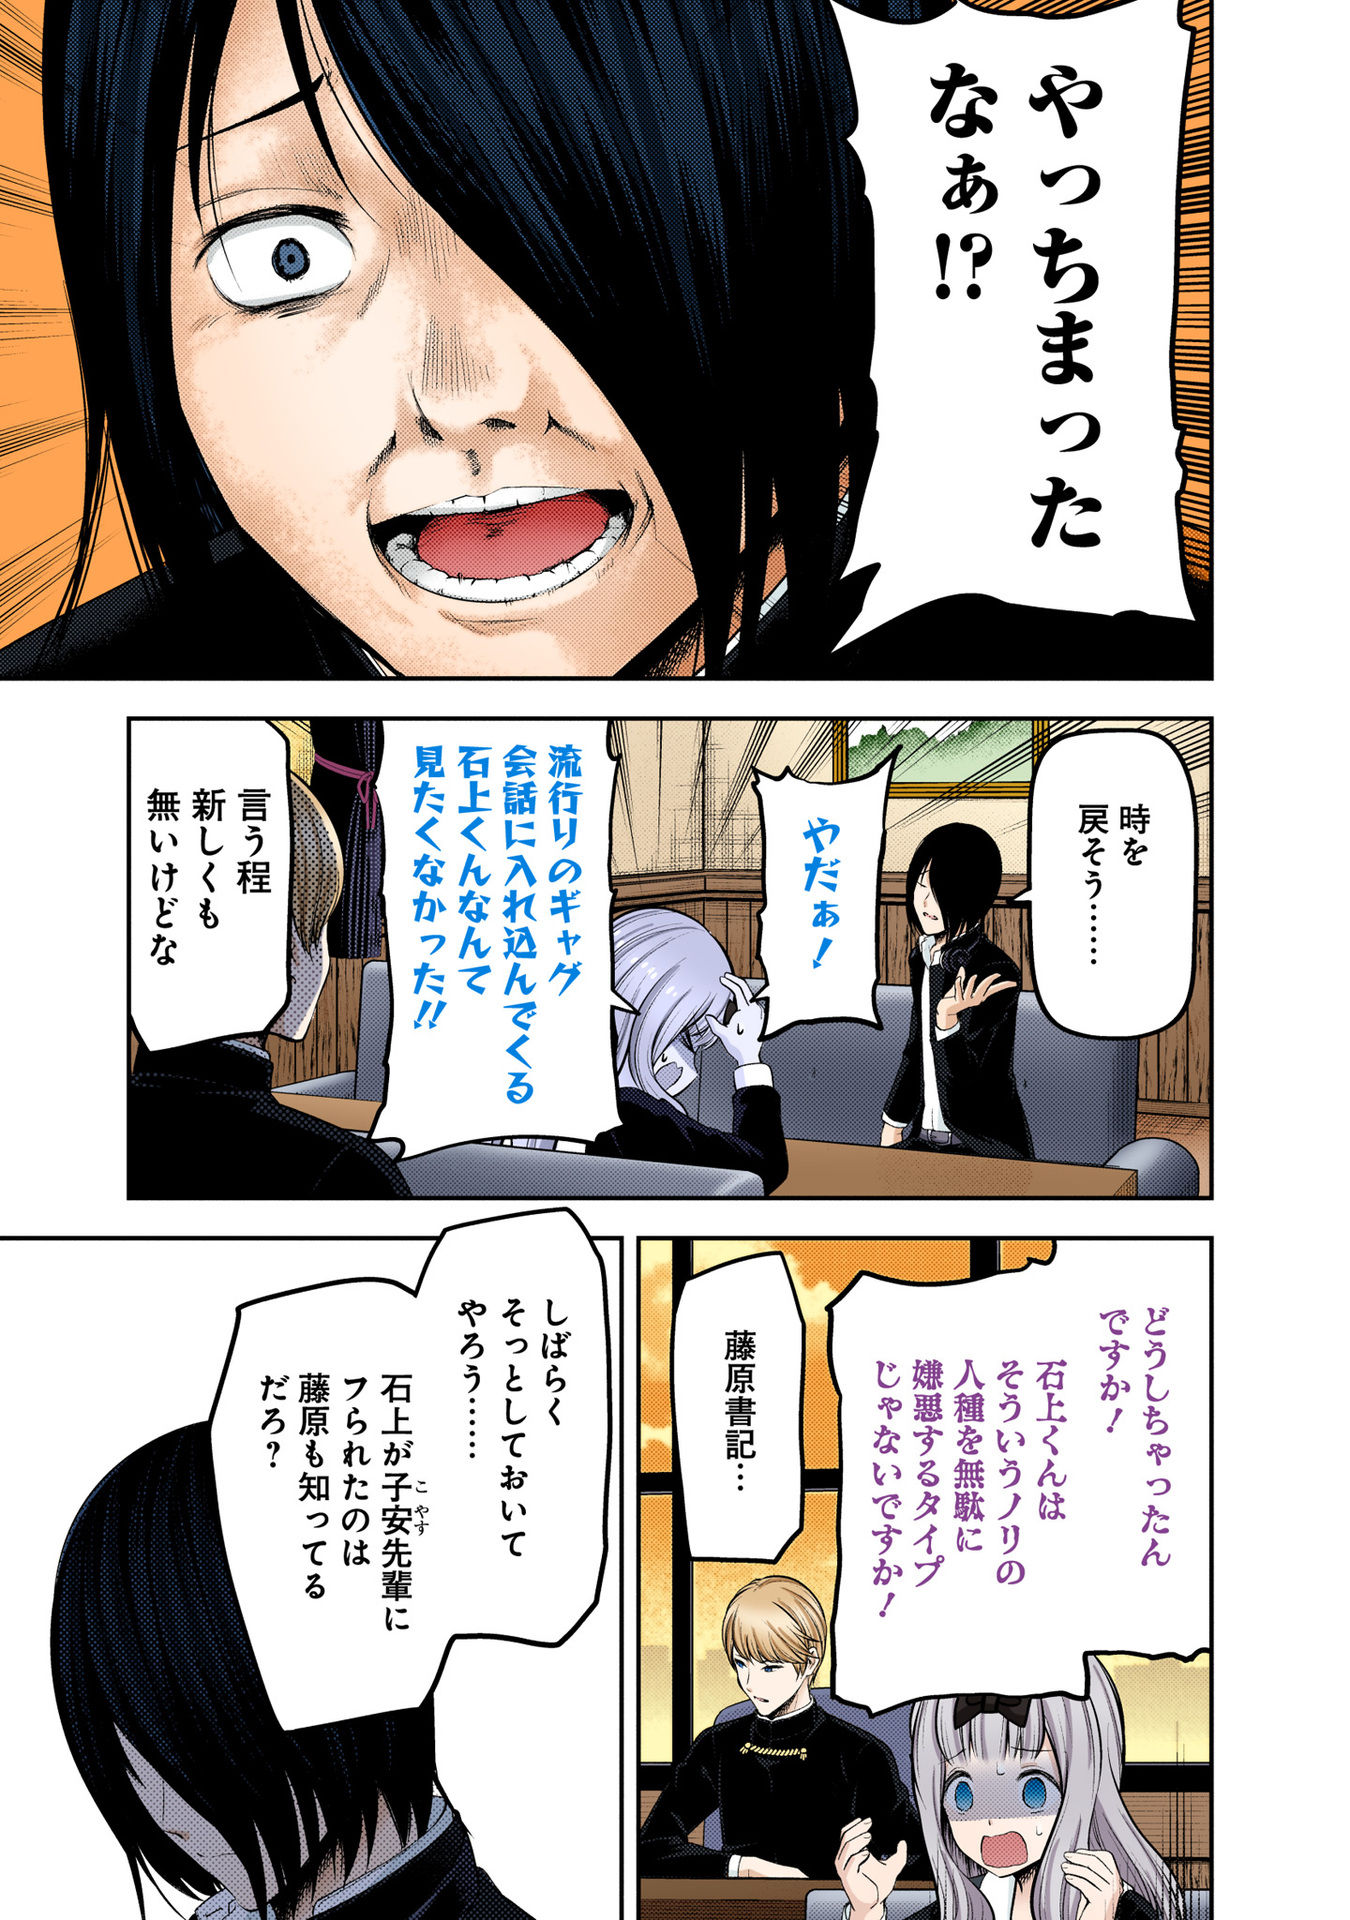 やっちまった
なぁ!?
時を
戻そう……
やだぁ!
流行りのギャグ
会話に入れ込んでくる
石上くんなんて
見たくなかった!!
言う程
新しくも
無いけどな
どうしちゃったん
ですか!
石上くんは
そういうノリの
人種を無駄に
嫌悪するタイプ
じゃないですか!
藤原書記…
しばらく
そっとしておいて
やろう……
石上が子安先輩に
こやす
フられたのは
藤原も知ってる
だろ?